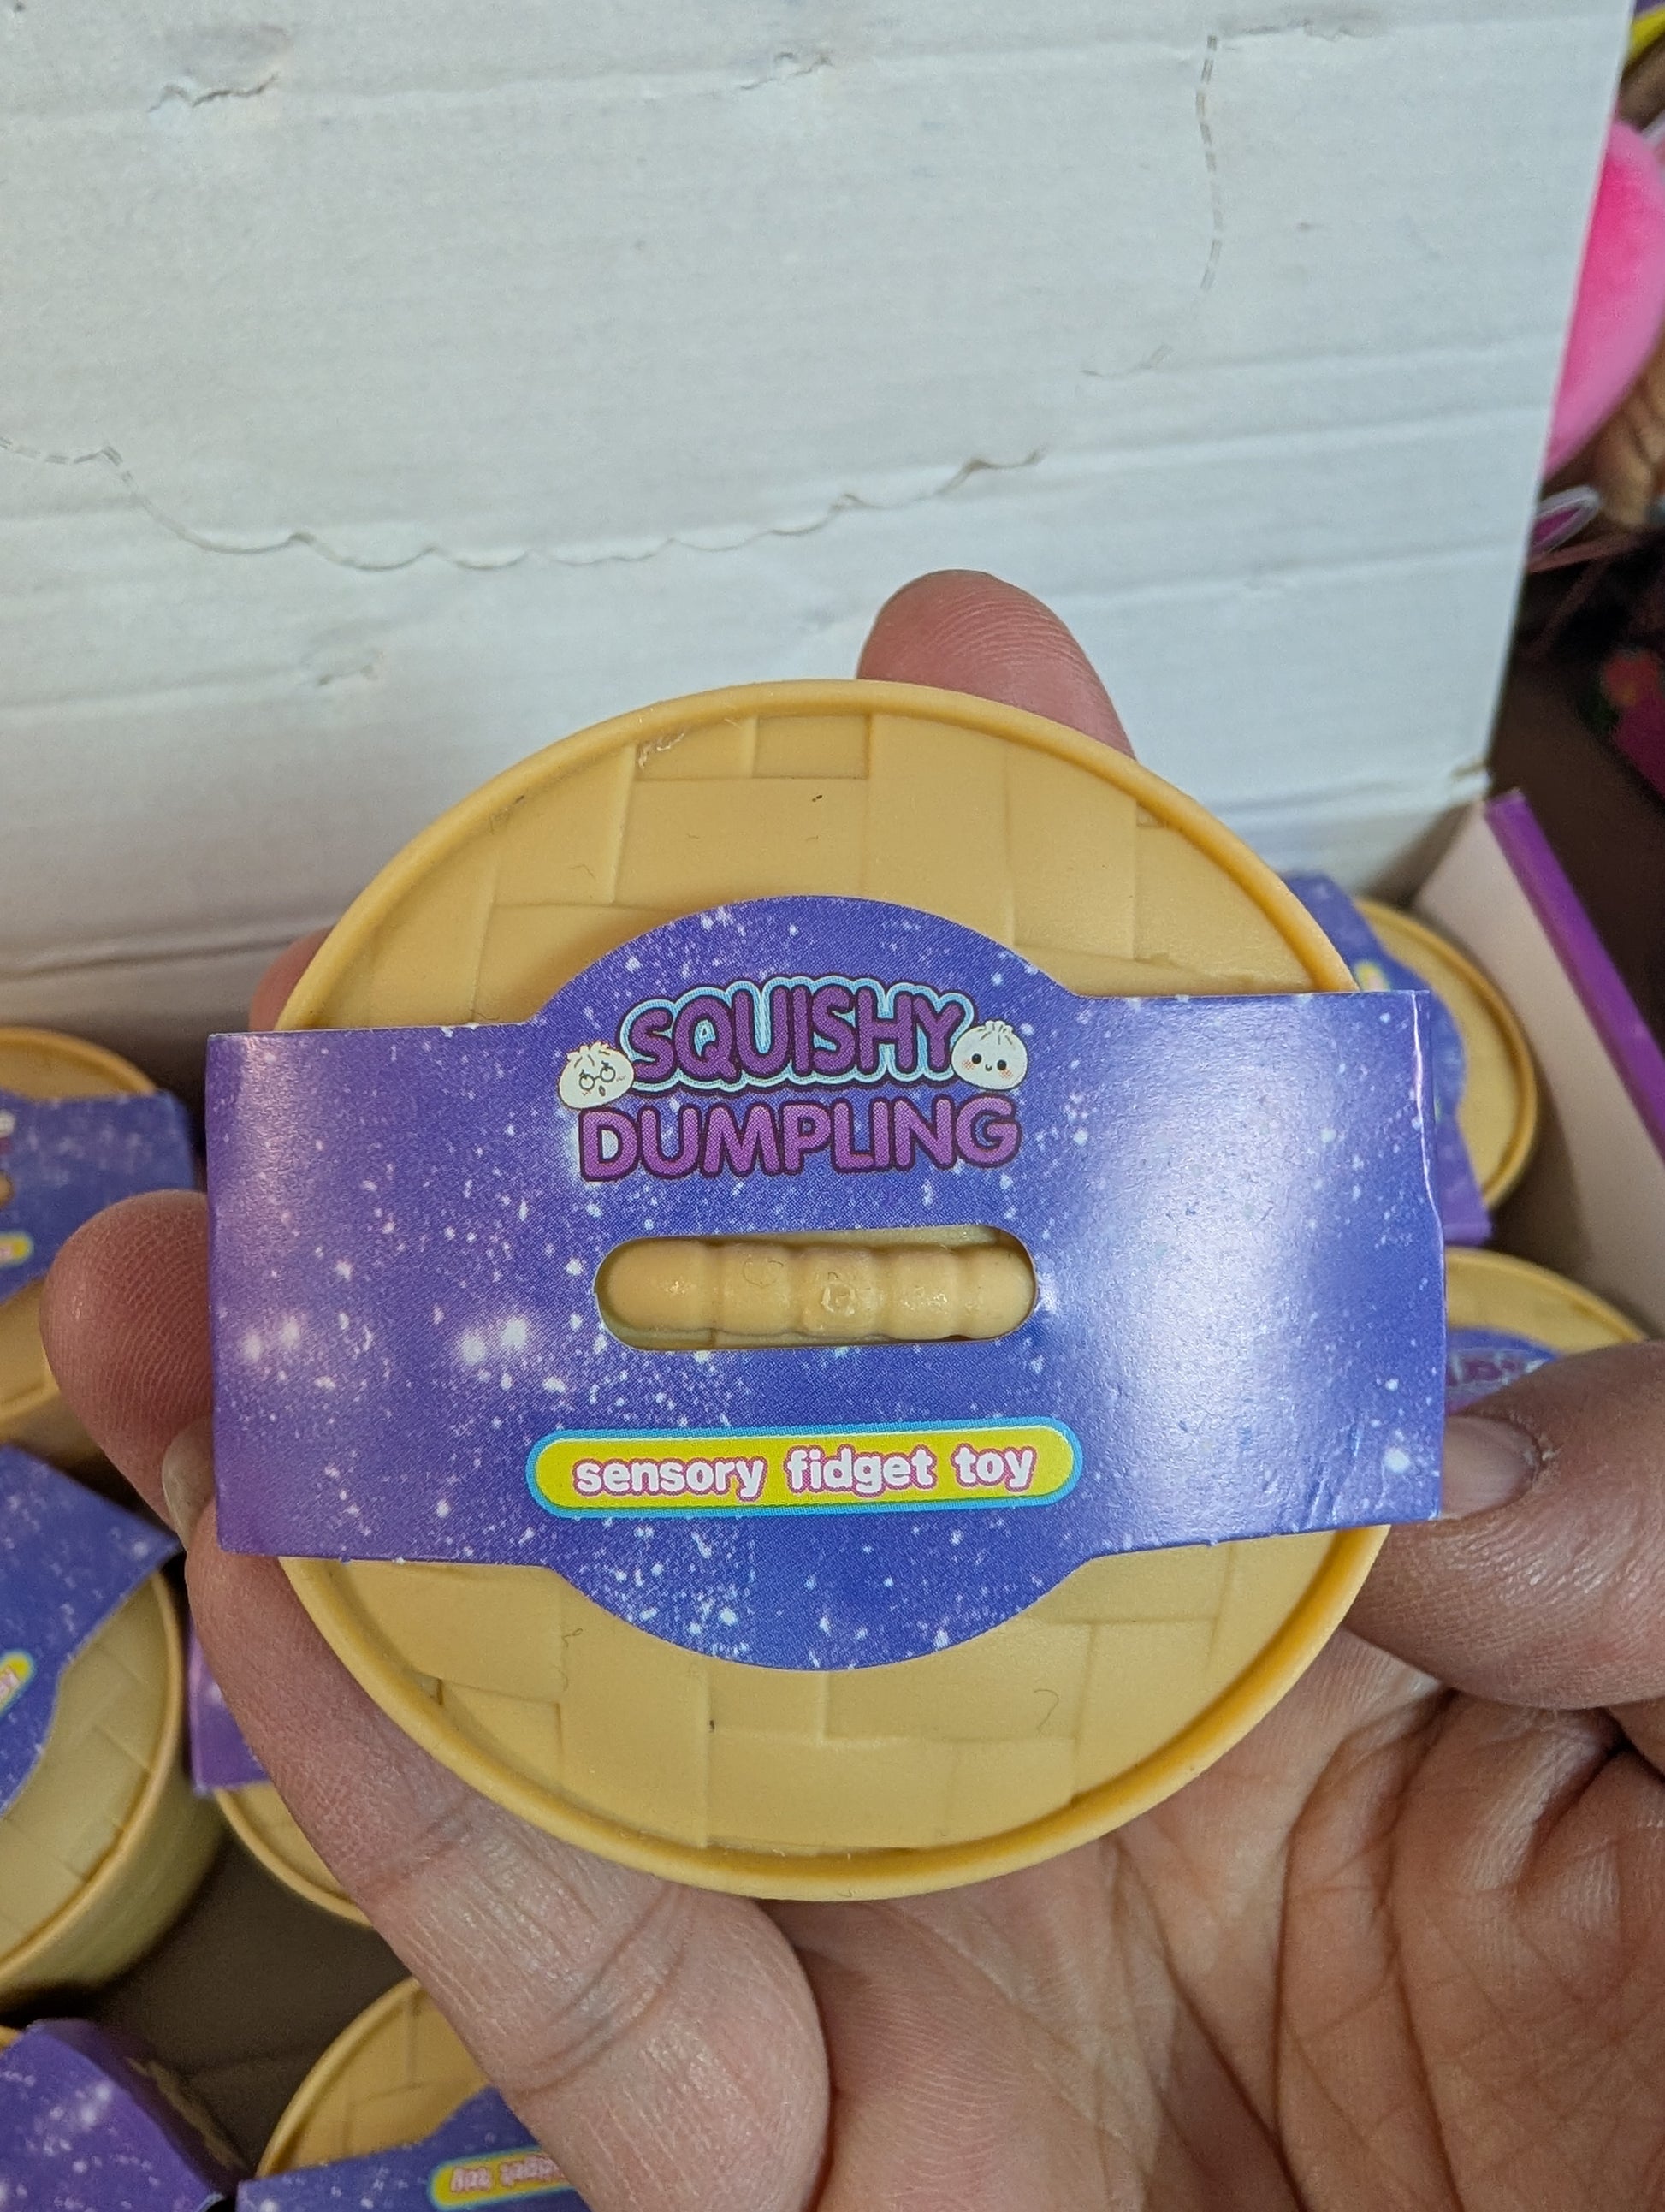 SQUISHY
DUMPLING
sensory fidget toy